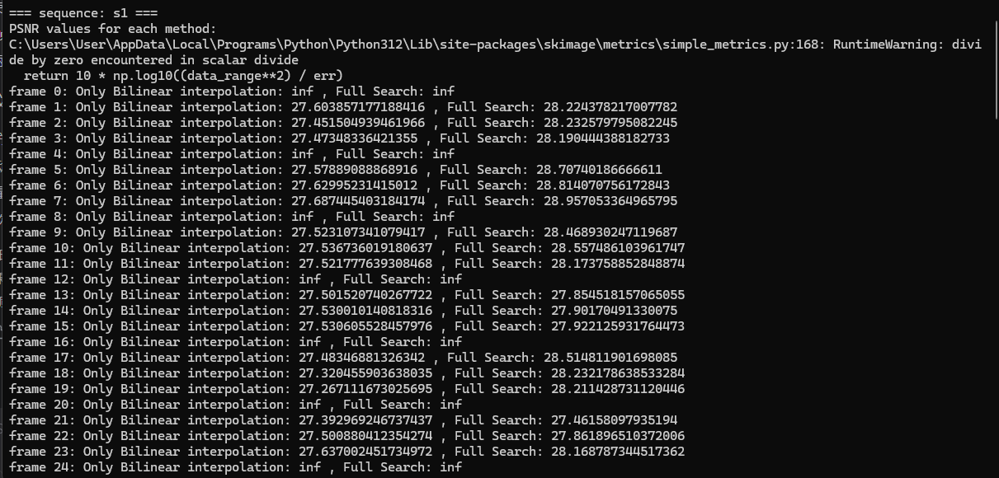 === sequence: s1 ===
PSNR values for each method:
C:\Users\User\AppData\Local\Programs\Python\Python312\Lib\site-packages\skimage\metrics\simple_metrics.py:168: RuntimeWarning: divi
de by zero encountered in scalar divide
  return 10 * np.log10((data_range**2) / err)
frame 0: Only Bilinear interpolation: inf , Full Search: inf
frame 1: Only Bilinear interpolation: 27.603857177188416 , Full Search: 28.224378217007782
frame 2: Only Bilinear interpolation: 27.451504939461966 , Full Search: 28.232579795082245
frame 3: Only Bilinear interpolation: 27.47348336421355 , Full Search: 28.190444388182733
frame 4: Only Bilinear interpolation: inf , Full Search: inf
frame 5: Only Bilinear interpolation: 27.57889088868916 , Full Search: 28.70740186666611
frame 6: Only Bilinear interpolation: 27.62995231415012 , Full Search: 28.814070756172843
frame 7: Only Bilinear interpolation: 27.687445403184174 , Full Search: 28.957053364965795
frame 8: Only Bilinear interpolation: inf , Full Search: inf
frame 9: Only Bilinear interpolation: 27.523107341079417 , Full Search: 28.468930247119687
frame 10: Only Bilinear interpolation: 27.536736019180637 , Full Search: 28.557486103961747
frame 11: Only Bilinear interpolation: 27.521777639308468 , Full Search: 28.173758852848874
frame 12: Only Bilinear interpolation: inf , Full Search: inf
frame 13: Only Bilinear interpolation: 27.501520740267722 , Full Search: 27.854518157065055
frame 14: Only Bilinear interpolation: 27.530010140818316 , Full Search: 27.90170491330075
frame 15: Only Bilinear interpolation: 27.530605528457976 , Full Search: 27.922125931764473
frame 16: Only Bilinear interpolation: inf , Full Search: inf
frame 17: Only Bilinear interpolation: 27.48346881326342 , Full Search: 28.514811901698085
frame 18: Only Bilinear interpolation: 27.320455903638035 , Full Search: 28.232178638533284
frame 19: Only Bilinear interpolation: 27.267111673025695 , Full Search: 28.211428731120446
frame 20: Only Bilinear interpolation: inf , Full Search: inf
frame 21: Only Bilinear interpolation: 27.392969246737437 , Full Search: 27.46158097935194
frame 22: Only Bilinear interpolation: 27.500880412354274 , Full Search: 27.861896510372006
frame 23: Only Bilinear interpolation: 27.637002451734972 , Full Search: 28.168787344517362
frame 24: Only Bilinear interpolation: inf , Full Search: inf